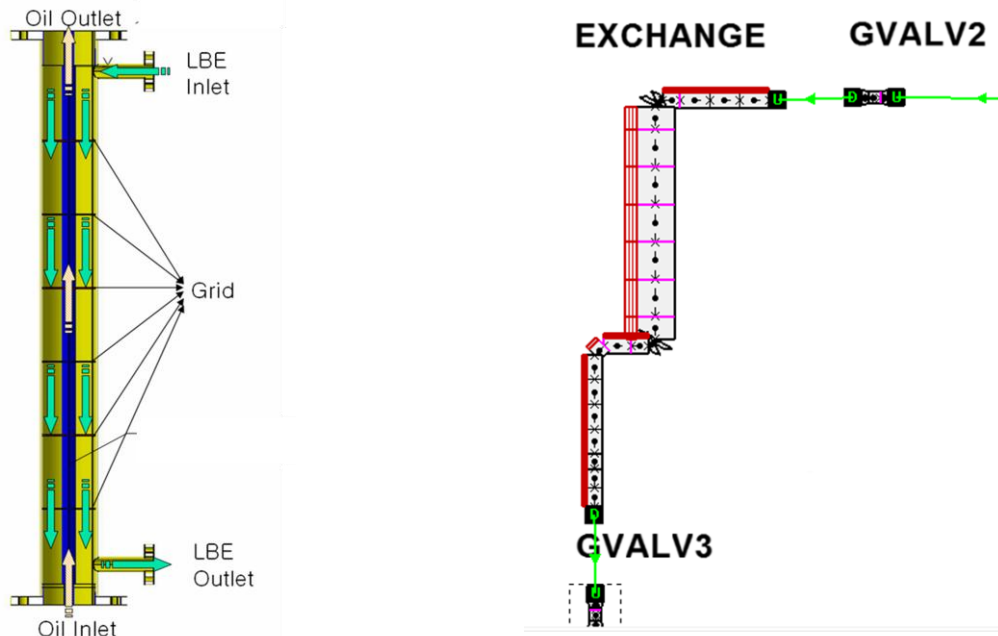 Oil Outlet
LBE
Inlet
Grid
LBE
Outlet
Oil Inlet
EXCHANGE
GVALV2
U
D
U
D
GVALV3
U